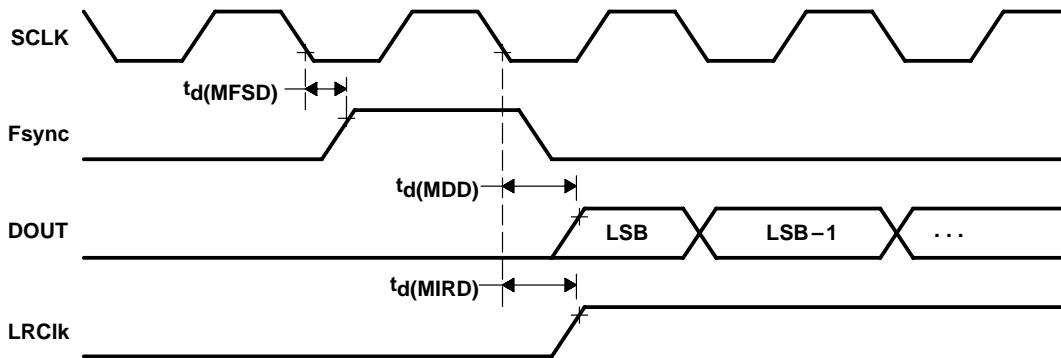 SCLK
td(MFSD)
Fsync
td(MDD)
DOUT
LSB
LSB−1
. . .
td(MIRD)
LRClk